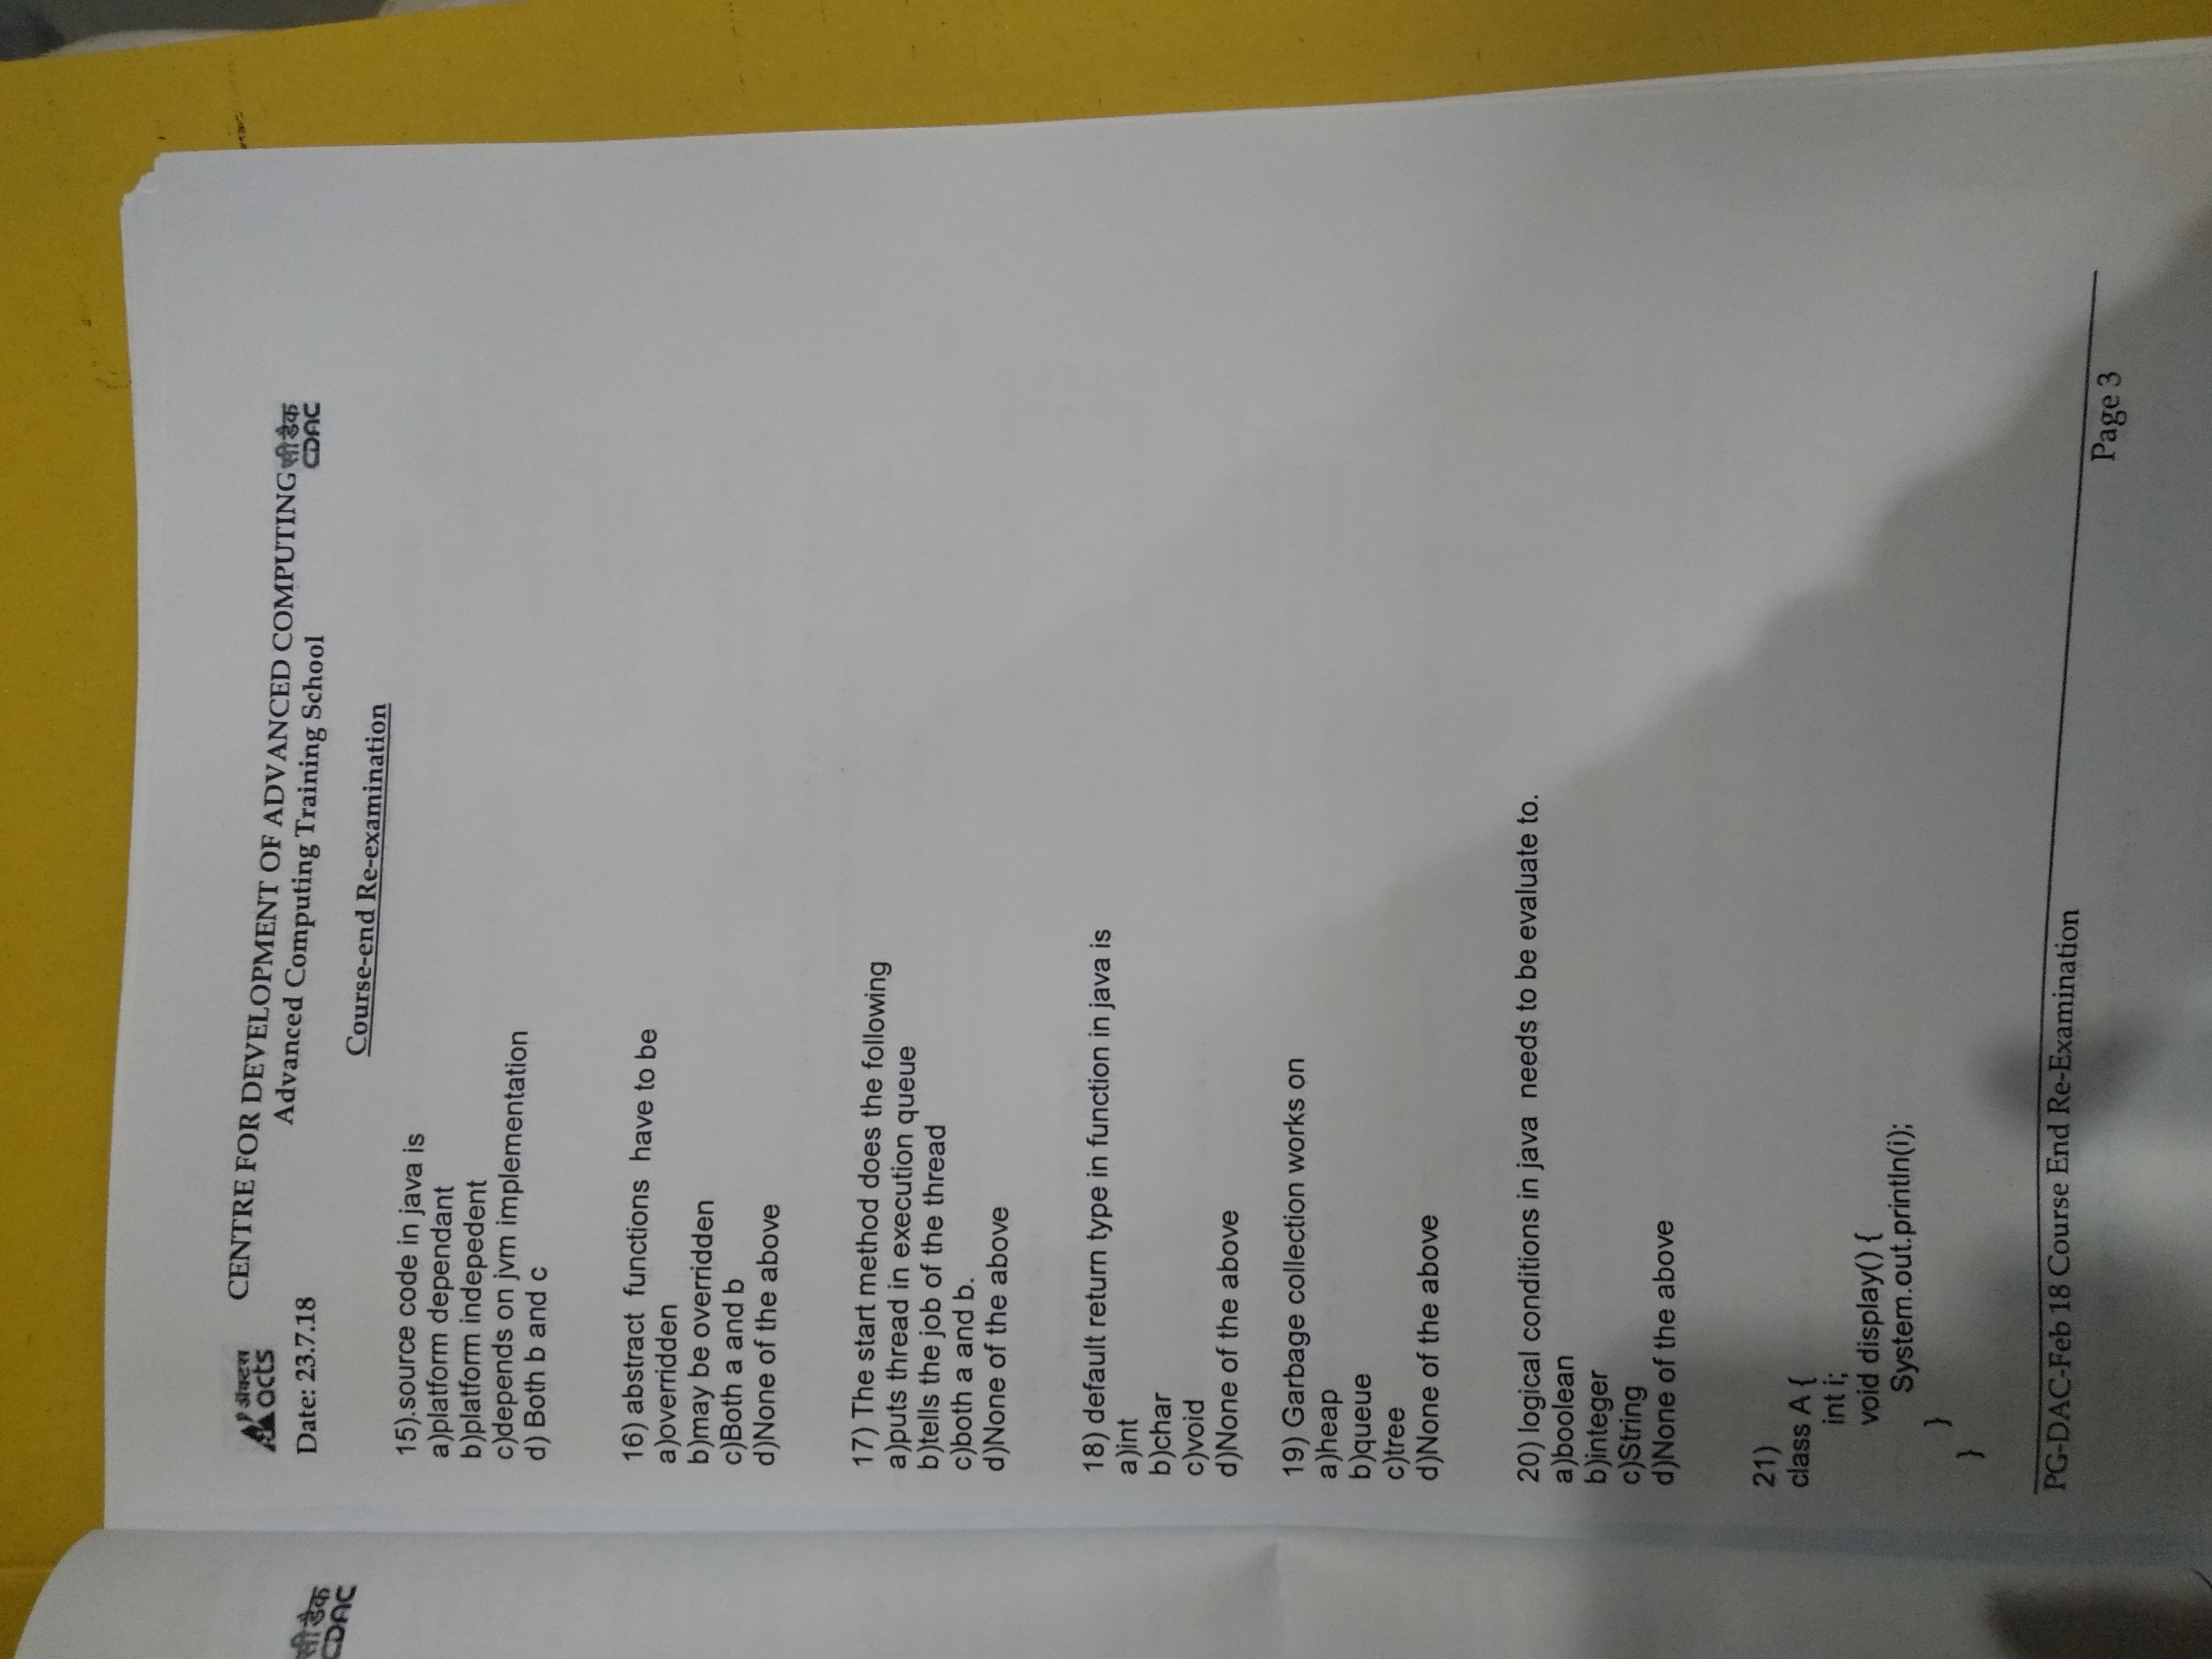 सी डैक
CDAC
ॲक्टस
acts
CENTRE FOR DEVELOPMENT OF ADVANCED COMPUTING
सी डैक
CDAC
Advanced Computing Training School
Date: 23.7.18
Course-end Re-examination
15).source code in java is
a)platform dependant
b)platform indepedent
c)depends on jvm implementation
d) Both b and c
16) abstract functions have to be
a)overridden
b)may be overridden
c)Both a and b
d)None of the above
17) The start method does the following
a)puts thread in execution queue
b)tells the job of the thread
c)both a and b.
d)None of the above
18) default return type in function in java is
a)int
b)char
c)void
d)None of the above
19) Garbage collection works on
a)heap
b)queue
c)tree
d)None of the above
20) logical conditions in java needs to be evaluate to.
a)boolean
b)integer
c)String
d)None of the above
21)
class A {
int i;
void display() {
System.out.println(i);
}
}
PG-DAC-Feb 18 Course End Re-Examination
Page 3